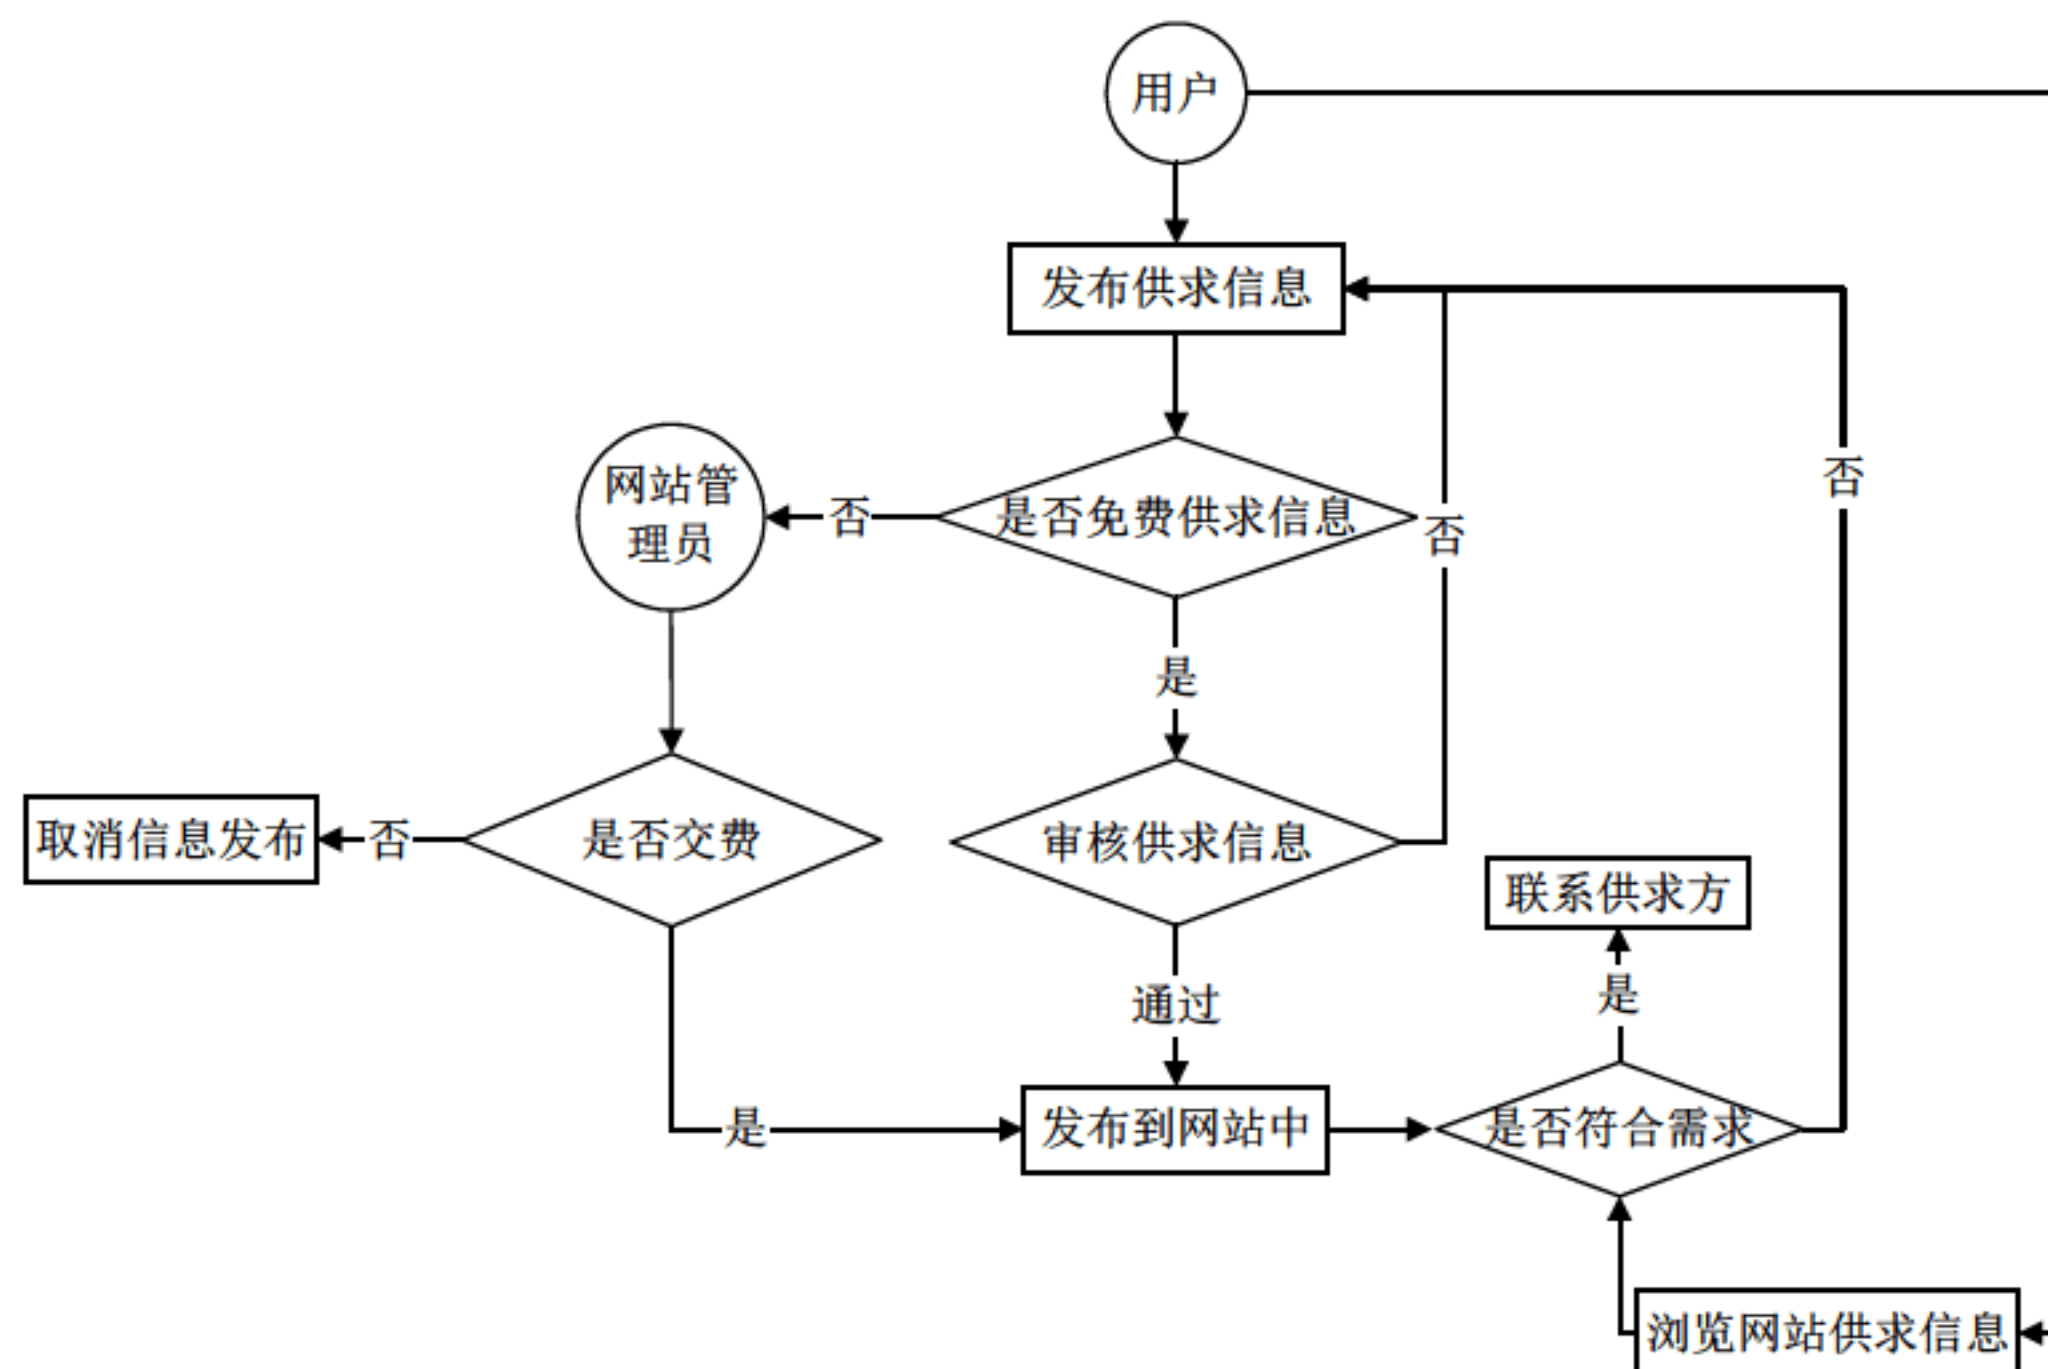 用户
发布供求信息
网站管
理员
否
是否免费供求信息
否
否
是
取消信息发布
否
是否交费
审核供求信息
联系供求方
通过
是
是
发布到网站中
是否符合需求
浏览网站供求信息